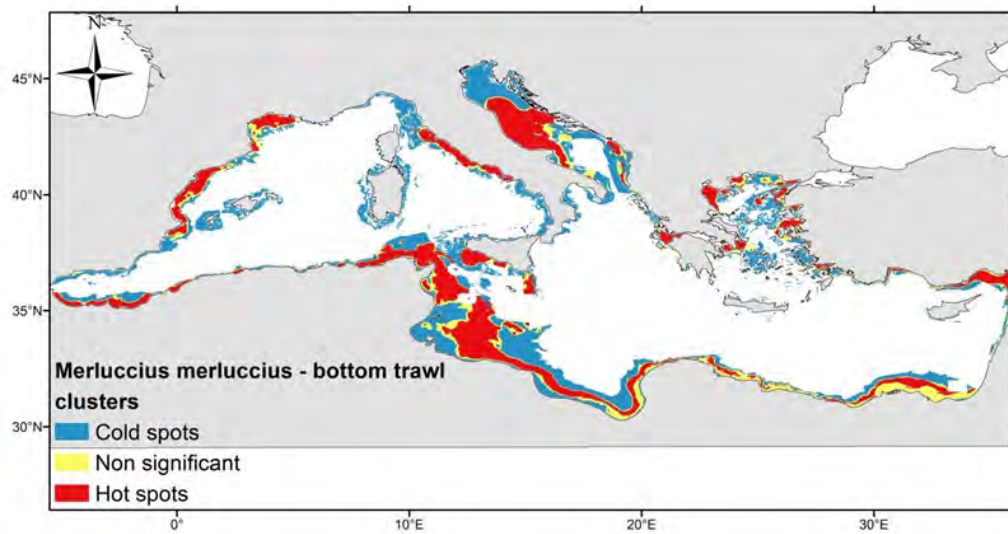 N
45°N
40°N
35°N
30°N
Merluccius merluccius - bottom trawl
clusters
Cold spots
Non significant
Hot spots
0°
10°E
20°E
30°E